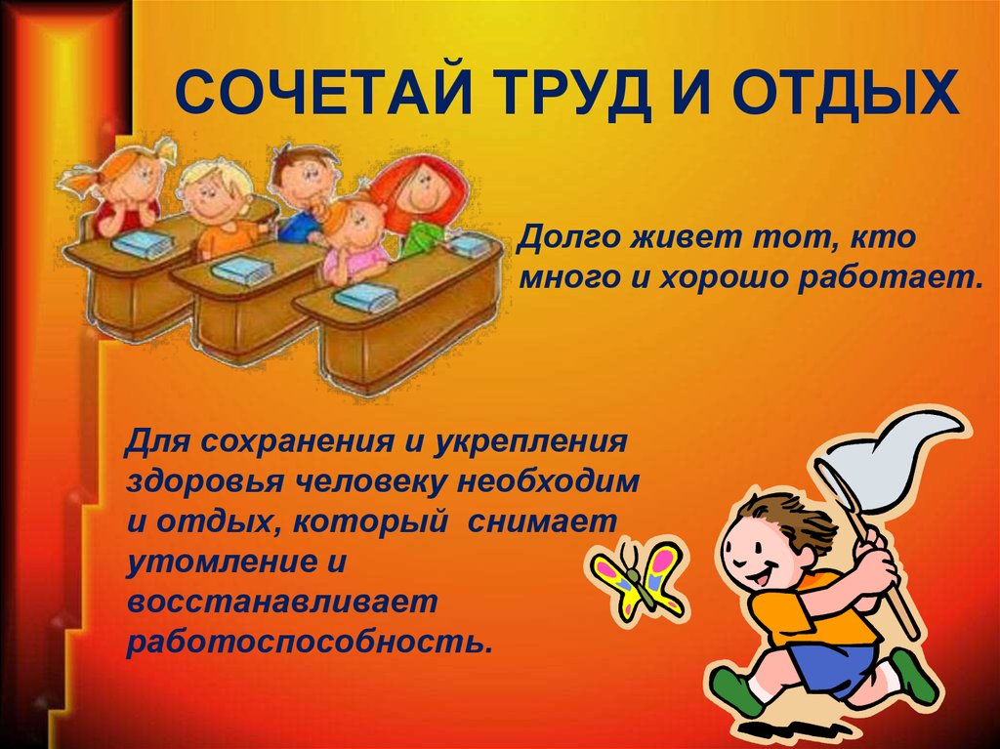 СОЧЕТАЙ ТРУД И ОТДЫХ
Долго живет тот, кто
много и хорошо работает.
Для сохранения и укрепления
здоровья человеку необходим
и отдых, который  снимает
утомление и
восстанавливает
работоспособность.